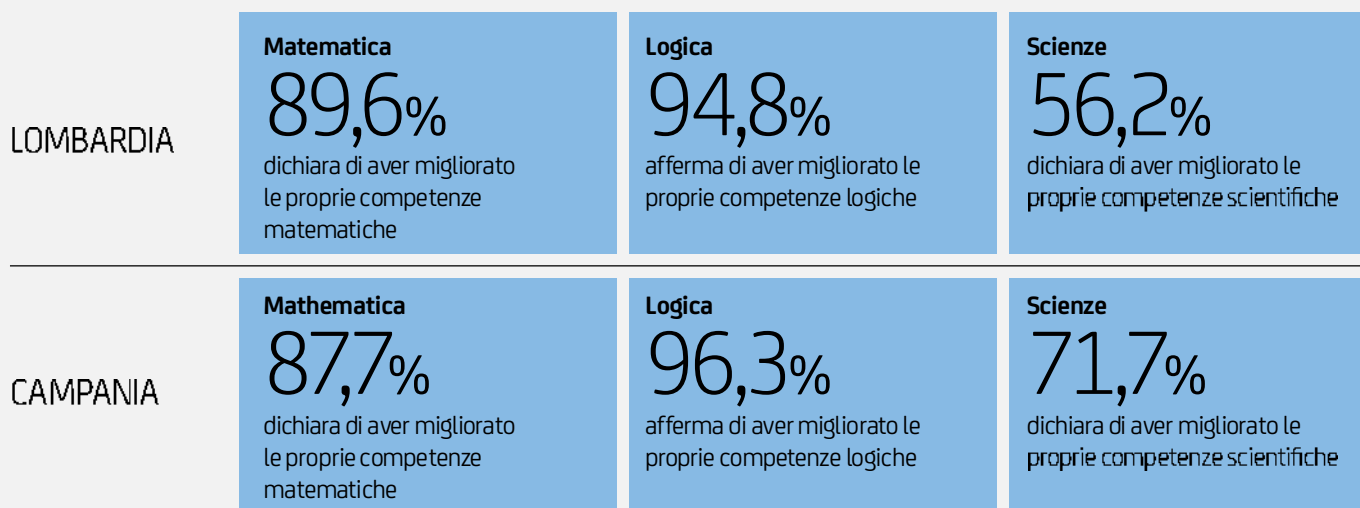 LOMBARDIA
Matematica
89,6%
dichiara di aver migliorato
le proprie competenze
matematiche
Logica
94,8%
afferma di aver migliorato le
proprie competenze logiche
Scienze
56,2%
dichiara di aver migliorato le
proprie competenze scientifiche
CAMPANIA
Mathematica
87,7%
dichiara di aver migliorato
le proprie competenze
matematiche
Logica
96,3%
afferma di aver migliorato le
proprie competenze logiche
Scienze
71,7%
dichiara di aver migliorato le
proprie competenze scientifiche